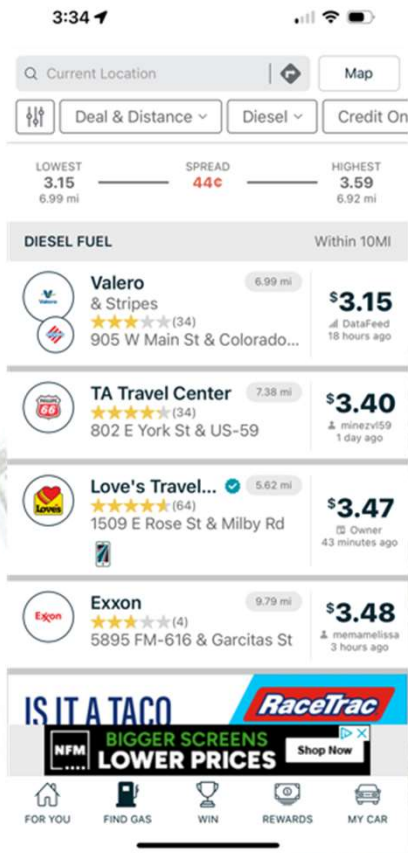 3:34
Current Location
Map
Deal & Distance
Diesel
Credit On
LOWEST
3.15
6.99 mi
SPREAD
44¢
HIGHEST
3.59
6.92 mi
DIESEL FUEL
Within 10MI
Valero
Valero
& Stripes
(34)
905 W Main St & Colorado...
6.99 mi
$3.15
DataFeed
18 hours ago
PHILLIPS
66
TA Travel Center
(34)
802 E York St & US-59
7.38 mi
$3.40
minezvl59
1 day ago
Love's
Love's Travel...
(64)
1509 E Rose St & Milby Rd
5.62 mi
$3.47
Owner
43 minutes ago
Exxon
Exxon
(4)
5895 FM-616 & Garcitas St
9.79 mi
$3.48
memamelissa
3 hours ago
IS IT A TACO
RaceTrac
NFM
BIGGER SCREENS
LOWER PRICES
Shop Now
FOR YOU
FIND GAS
WIN
REWARDS
MY CAR